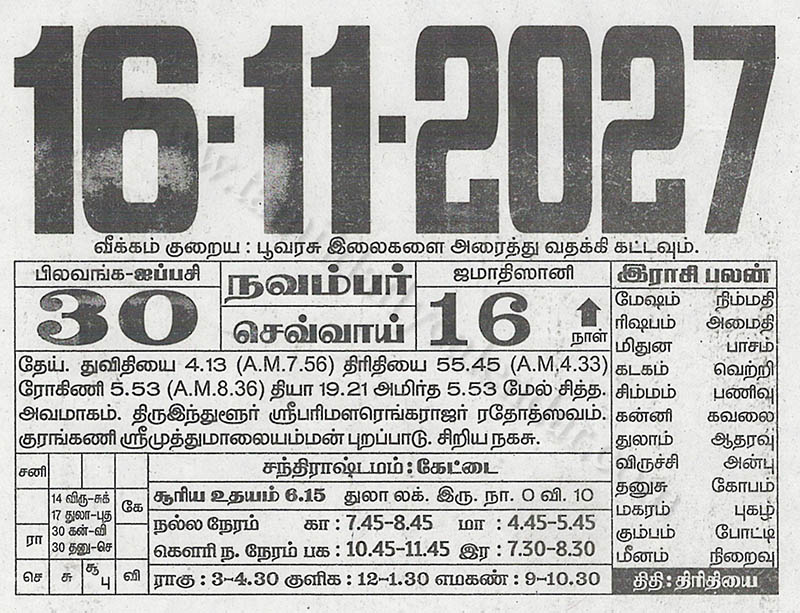 16-11-2027
வீக்கம் குறைய : பூவரசு இலைகளை அரைத்து வதக்கி கட்டவும்.
பிலவங்க-ஐப்பசி
30
நவம்பர்
செவ்வாய்
ஜமாதிஸானி
16
நாள்
தேய். துவிதியை 4.13 (A.M.7.56) திரிதியை 55.45 (A.M.4.33)
ரோகிணி 5.53 (A.M.8.36) தியா 19.21 அமிர்த 5.53 மேல் சித்த.
அவமாகம். திருஇந்துளூர் ஸ்ரீபரிமளரெங்கராஜர் ரதோத்ஸவம்.
குரங்கணி ஸ்ரீமுத்துமாலையம்மன் புறப்பாடு. சிறிய நகசு.
இராசி பலன்
மேஷம் நிம்மதி
ரிஷபம் அமைதி
மிதுன பாசம்
கடகம் வெற்றி
சிம்மம் பணிவு
கன்னி கவலை
துலாம் ஆதரவு
விருச்சி அன்பு
தனுசு கோபம்
மகரம் புகழ்
கும்பம் போட்டி
மீனம் நிறைவு
திதி : திரிதியை
சனி
14 விரு-சுக்
17 துலா-புத
30 கன்-வி
30 தனு-செ
கே
ரா
செ சு சூ பு வி
சந்திராஷ்டமம் : கேட்டை
சூரிய உதயம் 6.15 துலா லக். இரு. நா. 0 வி. 10
நல்ல நேரம் கா : 7.45-8.45 மா : 4.45-5.45
கௌரி ந. நேரம் பக : 10.45-11.45 இர : 7.30-8.30
ராகு : 3-4.30 குளிக : 12-1.30 எமகண் : 9-10.30